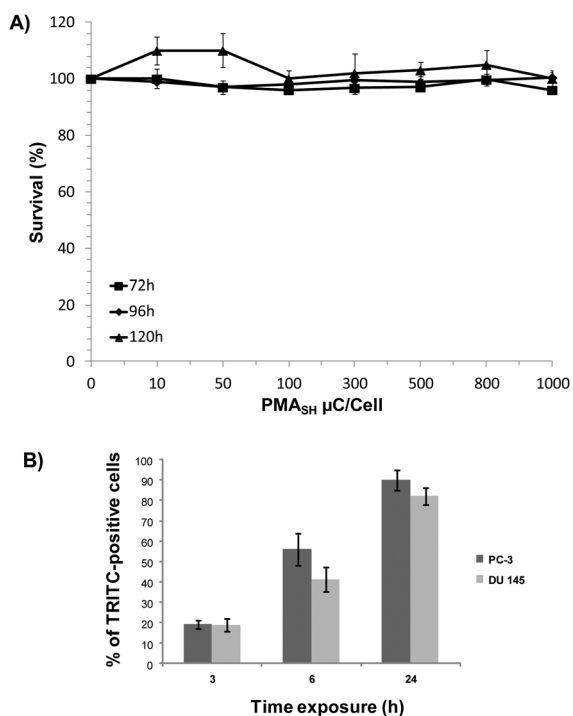 A)
Survival (%)
120
100
80
60
40
20
0
72h
96h
120h
0 10 50 100 300 500 800 1000
PMA_SH µC/Cell
B)
% of TRITC-positive cells
100
90
80
70
60
50
40
30
20
10
0
PC-3
DU 145
3 6 24
Time exposure (h)